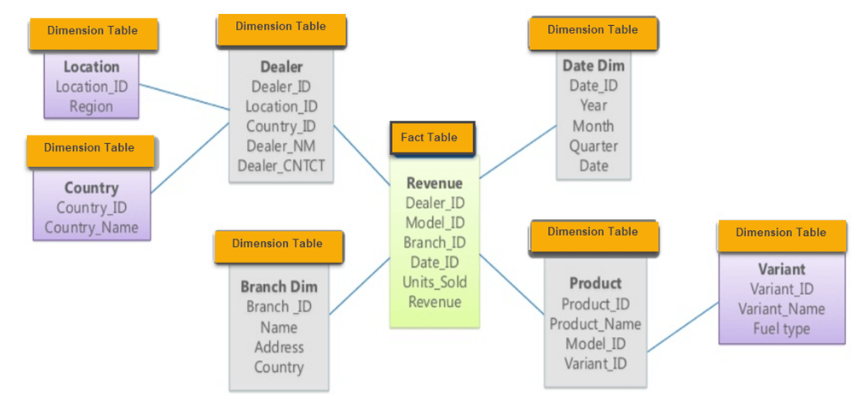 Dimension Table
Location
Location_ID
Region
Dimension Table
Country
Country_ID
Country_Name
Dimension Table
Dealer
Dealer_ID
Location_ID
Country_ID
Dealer_NM
Dealer_CNTCT
Dimension Table
Branch Dim
Branch _ID
Name
Address
Country
Fact Table
Revenue
Dealer_ID
Model_ID
Branch_ID
Date_ID
Units_Sold
Revenue
Dimension Table
Date Dim
Date_ID
Year
Month
Quarter
Date
Dimension Table
Product
Product_ID
Product_Name
Model_ID
Variant_ID
Dimension Table
Variant
Variant_ID
Variant_Name
Fuel type